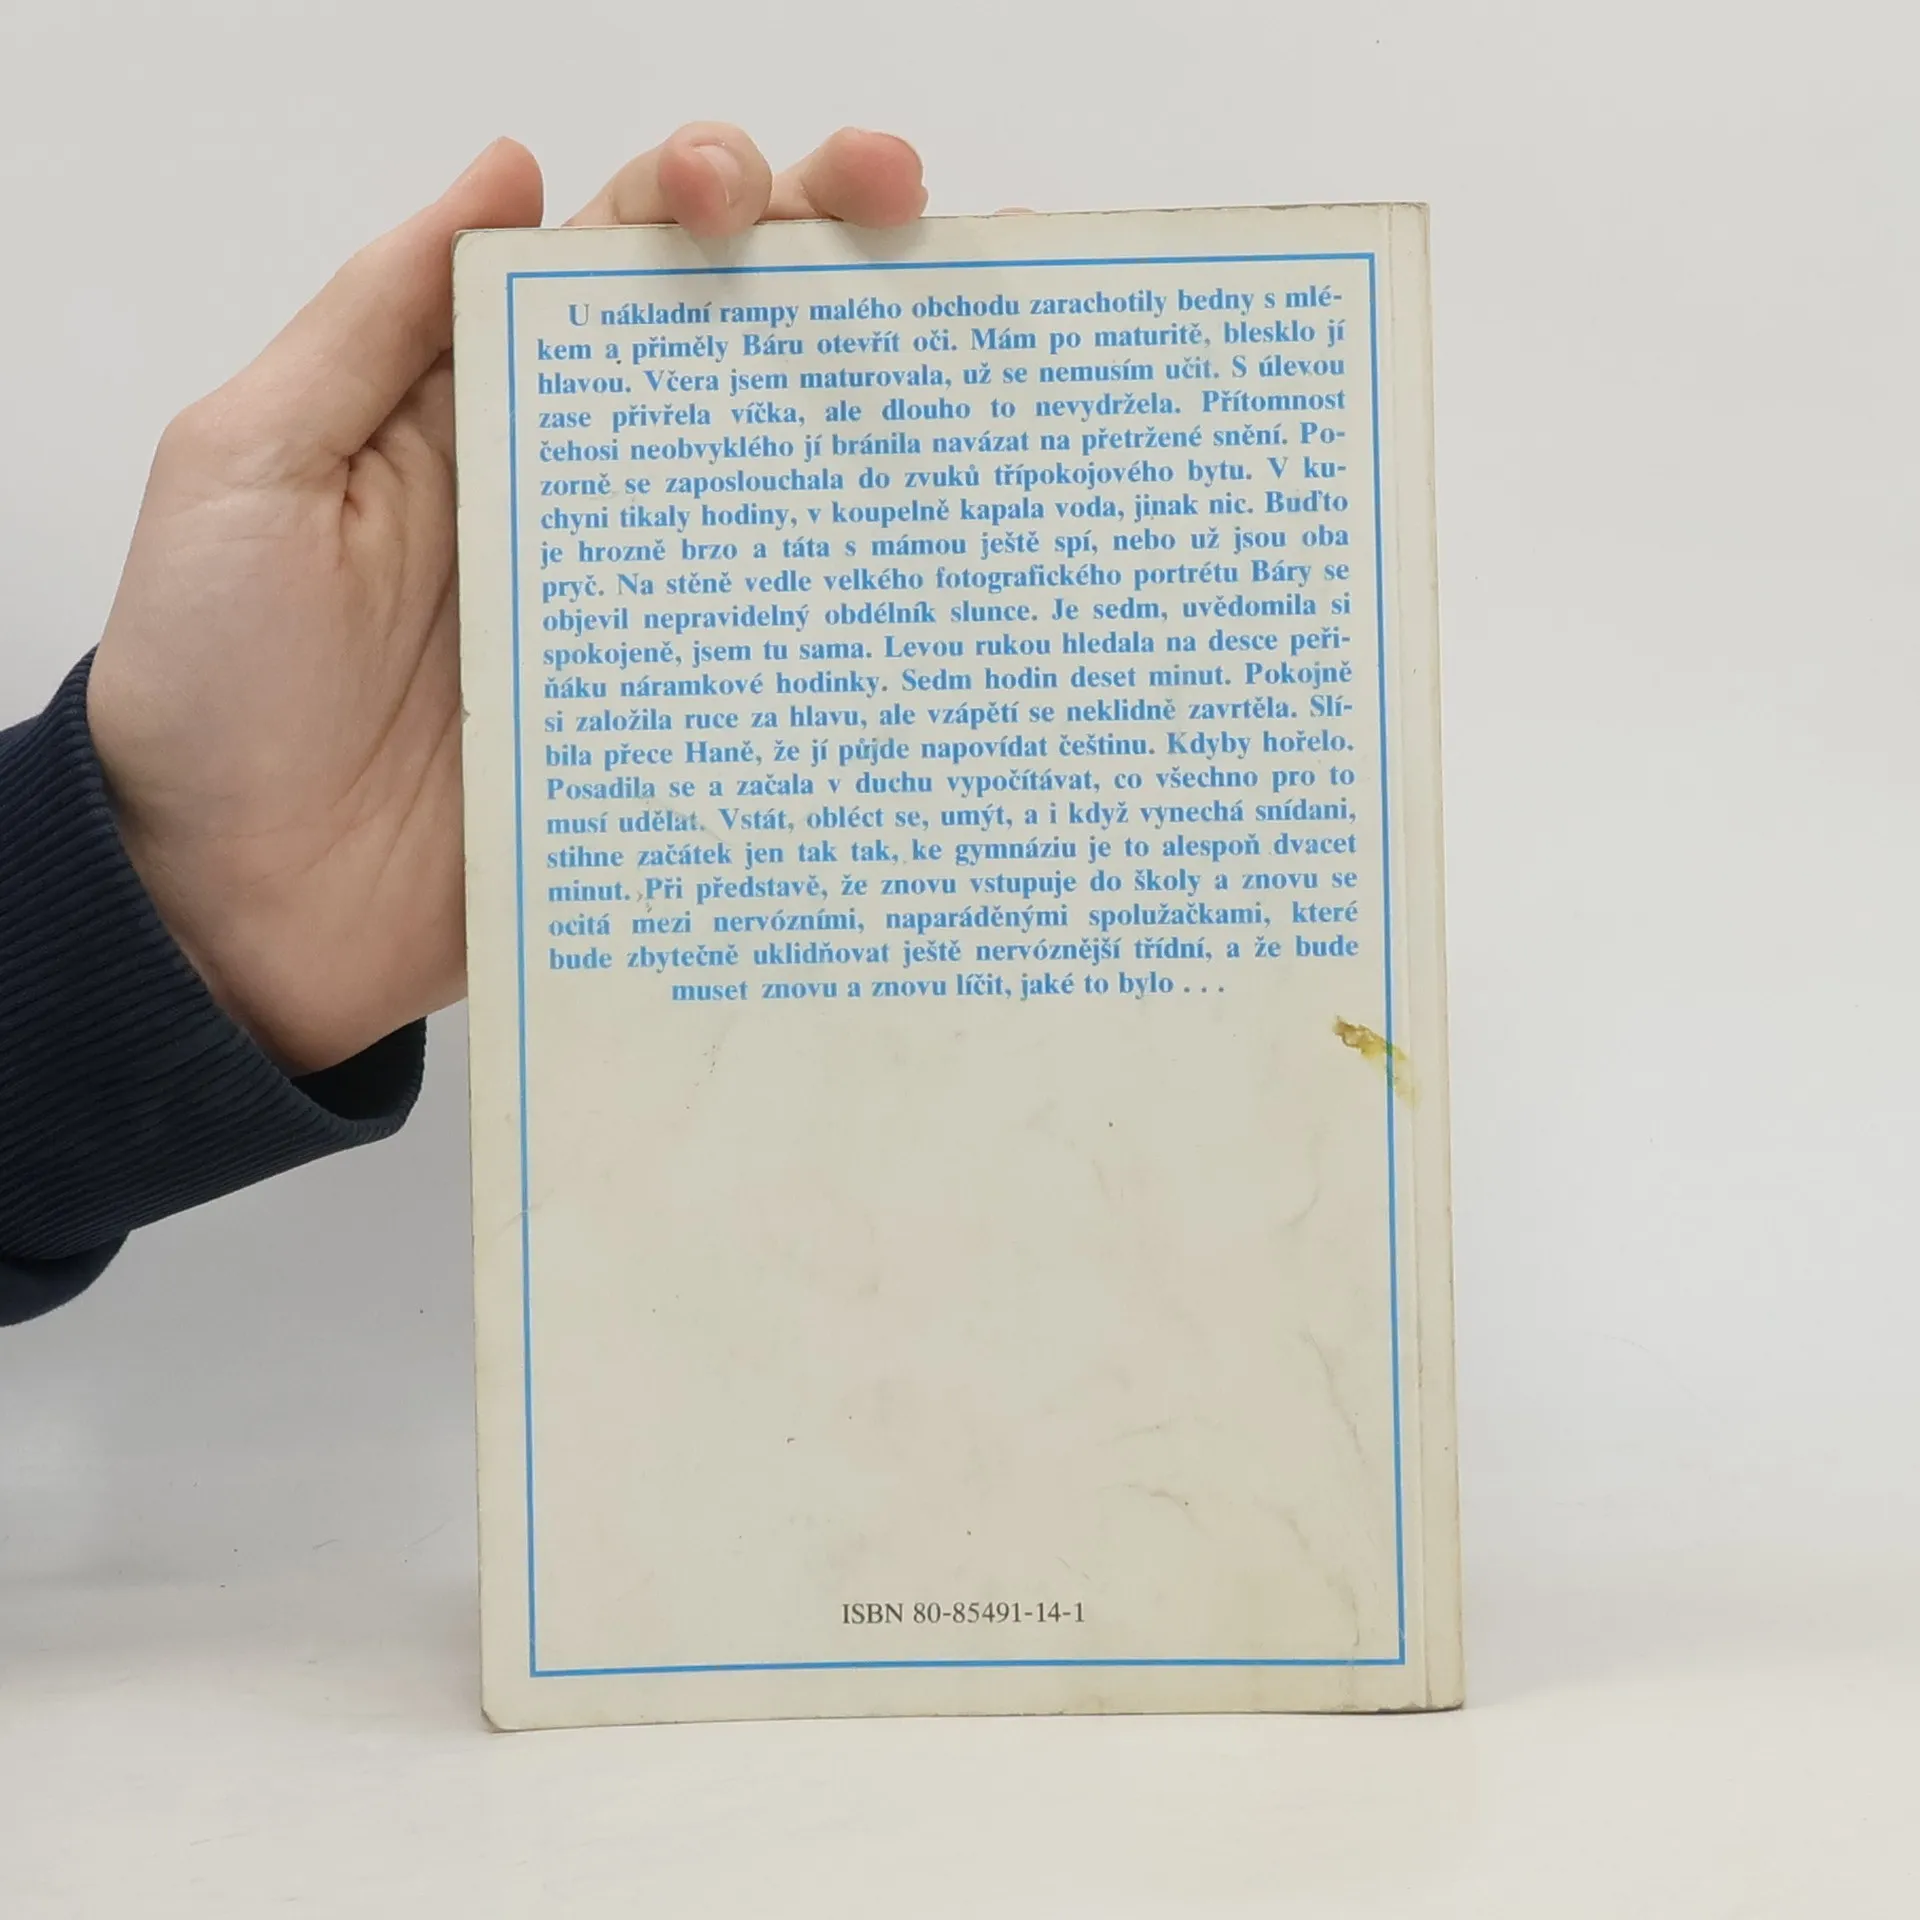 U nákladní rampy malého obchodu zarachotily bedny s mlé-
kem a přiměly Báru otevřít oči. Mám po maturitě, blesklo jí
hlavou. Včera jsem maturovala, už se nemusím učit. S úlevou
zase přivřela víčka, ale dlouho to nevydržela. Přítomnost
čehosi neobvyklého jí bránila navázat na přetržené snění. Po-
zorně se zaposlouchala do zvuků třípokojového bytu. V ku-
chyni tikaly hodiny, v koupelně kapala voda, jinak nic. Buďto
je hrozně brzo a táta s mámou ještě spí, nebo už jsou oba
pryč. Na stěně vedle velkého fotografického portrétu Báry se
objevil nepravidelný obdélník slunce. Je sedm, uvědomila si
spokojeně, jsem tu sama. Levou rukou hledala na desce peři-
ňáku náramkové hodinky. Sedm hodin deset minut. Pokojně
si založila ruce za hlavu, ale vzápětí se neklidně zavrtěla. Slí-
bila přece Haně, že jí půjde napovídat češtinu. Kdyby hořelo.
Posadila se a začala v duchu vypočítávat, co všechno pro to
musí udělat. Vstát, obléct se, umýt, a i když vynechá snídani,
stihne začátek jen tak tak, ke gymnáziu je to alespoň dvacet
minut. Při představě, že znovu vstupuje do školy a znovu se
ocitá mezi nervózními, naparáděnými spolužačkami, které
bude zbytečně uklidňovat ještě nervóznější třídní, a že bude
muset znovu a znovu líčit, jaké to bylo . . .
ISBN 80-85491-14-1